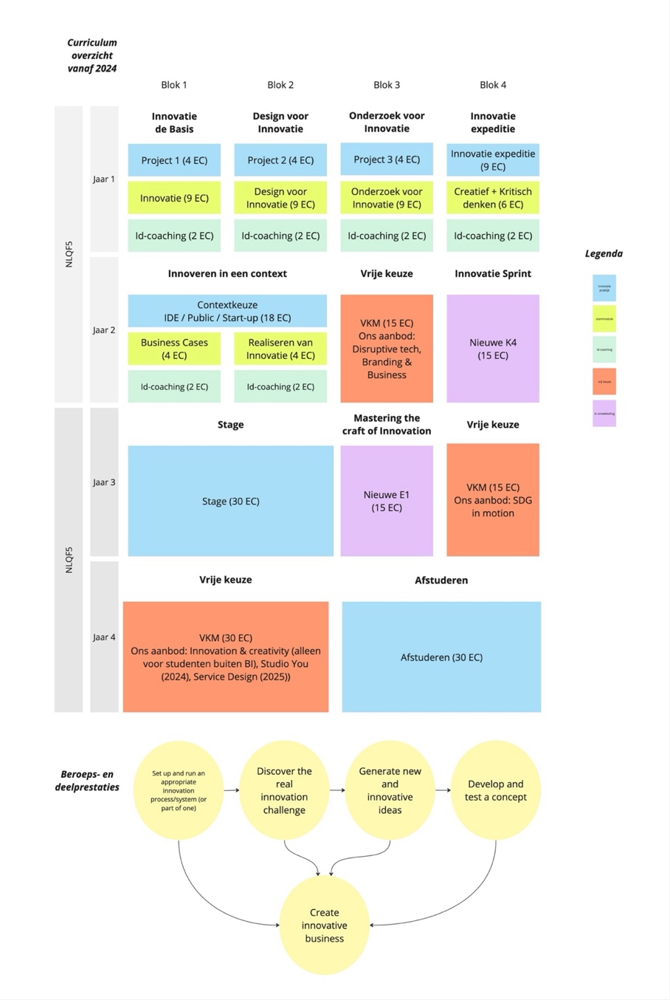 Curriculum
overzicht
vanaf 2024
Blok 1
Blok 2
Blok 3
Blok 4
NLQF5
Jaar 1
Innovatie
de Basis
Design voor
Innovatie
Onderzoek voor
Innovatie
Innovatie
expeditie
Project 1 (4 EC)
Project 2 (4 EC)
Project 3 (4 EC)
Innovatie expeditie
(9 EC)
Innovatie (9 EC)
Design voor
Innovatie (9 EC)
Onderzoek voor
Innovatie (9 EC)
Creatief + Kritisch
denken (6 EC)
Id-coaching (2 EC)
Id-coaching (2 EC)
Id-coaching (2 EC)
Id-coaching (2 EC)
Jaar 2
Innoveren in een context
Vrije keuze
Innovatie Sprint
Contextkeuze
IDE / Public / Start-up (18 EC)
Business Cases
(4 EC)
Realiseren van
Innovatie (4 EC)
Id-coaching (2 EC)
Id-coaching (2 EC)
VKM (15 EC)
Ons aanbod:
Disruptive tech,
Branding &
Business
Nieuwe K4
(15 EC)
Legenda
innovatie
praktijk
stammodule
id-coaching
vrij keuze
in ontwikkeling
NLQF5
Jaar 3
Stage
Mastering the
craft of Innovation
Vrije keuze
Stage (30 EC)
Nieuwe E1
(15 EC)
VKM (15 EC)
Ons aanbod: SDG
in motion
Jaar 4
Vrije keuze
Afstuderen
VKM (30 EC)
Ons aanbod: Innovation & creativity (alleen
voor studenten buiten BI), Studio You
(2024), Service Design (2025))
Afstuderen (30 EC)
Beroeps- en
deelprestaties
Set up and run an
appropriate
innovation
process/system (or
part of one)
Discover the
real
innovation
challenge
Generate new
and
innovative
ideas
Develop and
test a concept
Create
innovative
business